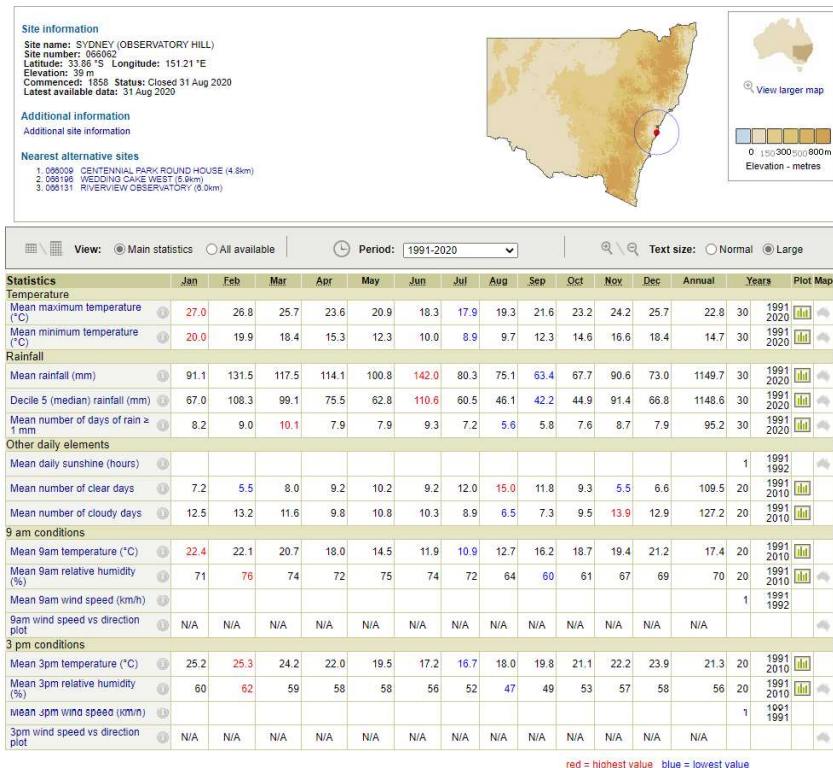 Site information
Site name: SYDNEY (OBSERVATORY HILL)
Site number: 066062
Latitude: 33.86 °S Longitude: 151.21 °E
Elevation: 39 m
Commenced: 1858 Status: Closed 31 Aug 2020
Latest available data: 31 Aug 2020
Additional information
Additional site information
Nearest alternative sites
1. 066009 CENTENNIAL PARK ROUND HOUSE (4.8km)
2. 066196 WEDDING CAKE WEST (5.9km)
3. 066131 RIVERVIEW OBSERVATORY (6.0km)
View larger map
0 150 300 500 800m
Elevation - metres
View: Main statistics All available Period: 1991-2020 Text size: Normal Large
Statistics Jan Feb Mar Apr May Jun Jul Aug Sep Oct Nov Dec Annual Years Plot Map
Temperature
Mean maximum temperature (°C) 27.0 26.8 25.7 23.6 20.9 18.3 17.9 19.3 21.6 23.2 24.2 25.7 22.8 30 1991 2020
Mean minimum temperature (°C) 20.0 19.9 18.4 15.3 12.3 10.0 8.9 9.7 12.3 14.6 16.6 18.4 14.7 30 1991 2020
Rainfall
Mean rainfall (mm) 91.1 131.5 117.5 114.1 100.8 142.0 80.3 75.1 63.4 67.7 90.6 73.0 1149.7 30 1991 2020
Decile 5 (median) rainfall (mm) 67.0 108.3 99.1 75.5 62.8 110.6 60.5 46.1 42.2 44.9 91.4 66.8 1148.6 30 1991 2020
Mean number of days of rain ≥ 1 mm 8.2 9.0 10.1 7.9 7.9 9.3 7.2 5.6 5.8 7.6 8.7 7.9 95.2 30 1991 2020
Other daily elements
Mean daily sunshine (hours) 1 1991 1992
Mean number of clear days 7.2 5.5 8.0 9.2 10.2 9.2 12.0 15.0 11.8 9.3 5.5 6.6 109.5 20 1991 2010
Mean number of cloudy days 12.5 13.2 11.6 9.8 10.8 10.3 8.9 6.5 7.3 9.5 13.9 12.9 127.2 20 1991 2010
9 am conditions
Mean 9am temperature (°C) 22.4 22.1 20.7 18.0 14.5 11.9 10.9 12.7 16.2 18.7 19.4 21.2 17.4 20 1991 2010
Mean 9am relative humidity (%) 71 76 74 72 75 74 72 64 60 61 67 69 70 20 1991 2010
Mean 9am wind speed (km/h) 1 1991 1992
9am wind speed vs direction plot N/A N/A N/A N/A N/A N/A N/A N/A N/A N/A N/A N/A N/A
3 pm conditions
Mean 3pm temperature (°C) 25.2 25.3 24.2 22.0 19.5 17.2 16.7 18.0 19.8 21.1 22.2 23.9 21.3 20 1991 2010
Mean 3pm relative humidity (%) 60 62 59 58 58 56 52 47 49 53 57 58 56 20 1991 2010
Mean 3pm wind speed (km/h) 1 1991 1991
3pm wind speed vs direction plot N/A N/A N/A N/A N/A N/A N/A N/A N/A N/A N/A N/A N/A
red = highest value blue = lowest value